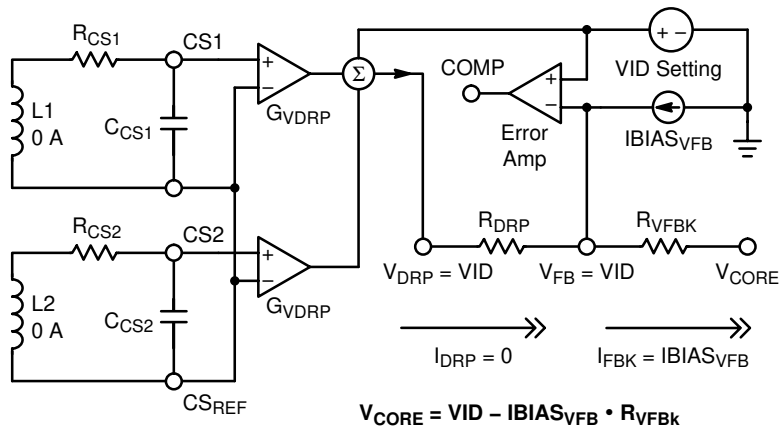 R_CS1
CS1
+
−
G_VDRP
L1
0 A
C_CS1
Σ
COMP
+
−
Error
Amp
+ −
VID Setting
IBIAS_VFB
R_CS2
CS2
+
−
G_VDRP
L2
0 A
C_CS2
CS_REF
R_DRP
R_VFBK
V_DRP = VID
V_FB = VID
V_CORE
I_DRP = 0
I_FBK = IBIAS_VFB
V_CORE = VID − IBIAS_VFB • R_VFBk